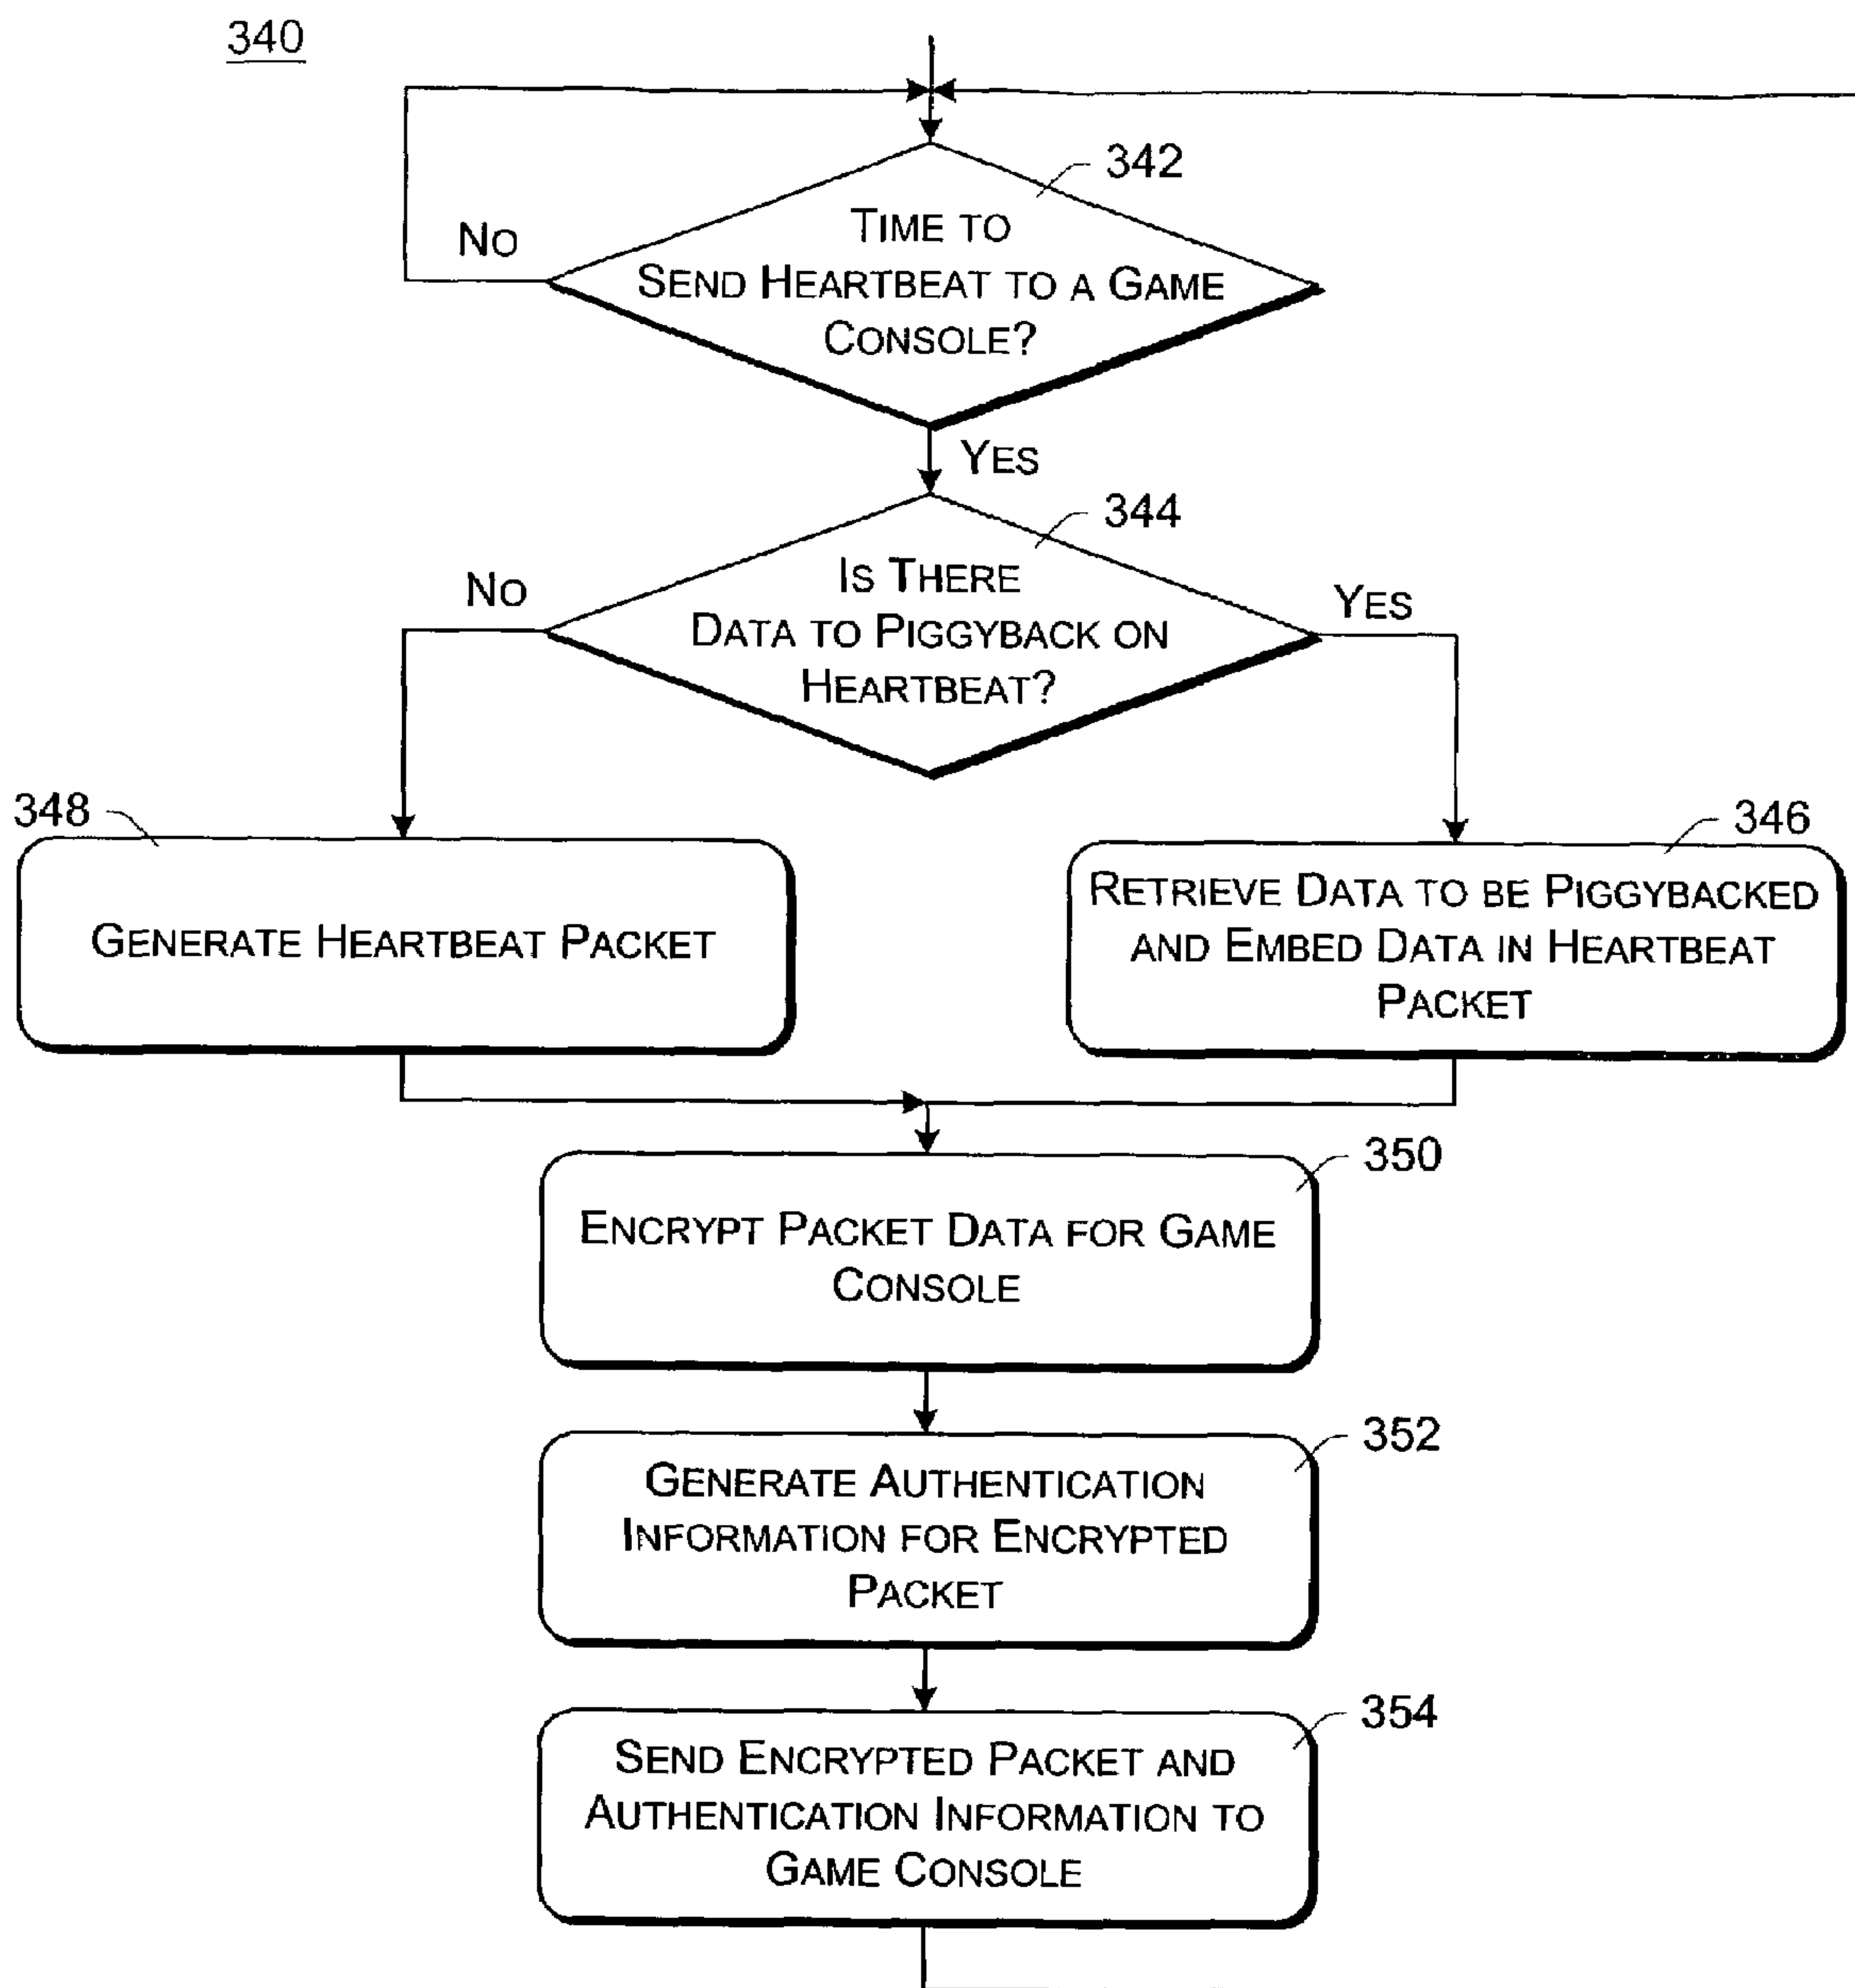 340
342
TIME TO
SEND HEARTBEAT TO A GAME
CONSOLE?
NO
YES
344
IS THERE
DATA TO PIGGYBACK ON
HEARTBEAT?
NO
YES
348
GENERATE HEARTBEAT PACKET
346
RETRIEVE DATA TO BE PIGGYBACKED
AND EMBED DATA IN HEARTBEAT
PACKET
350
ENCRYPT PACKET DATA FOR GAME
CONSOLE
352
GENERATE AUTHENTICATION
INFORMATION FOR ENCRYPTED
PACKET
354
SEND ENCRYPTED PACKET AND
AUTHENTICATION INFORMATION TO
GAME CONSOLE